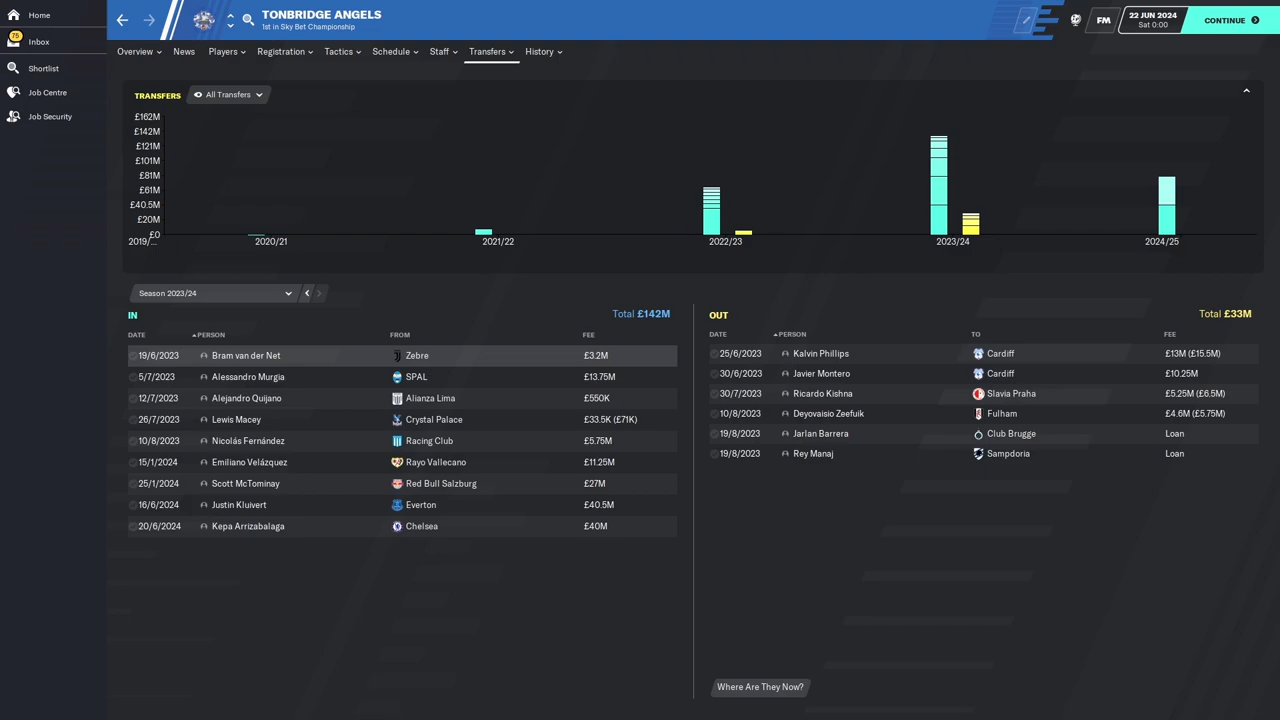 Home
75
Inbox
Shortlist
Job Centre
Job Security
TONBRIDGE ANGELS
1st in Sky Bet Championship
FM
22 JUN 2024
Sat 0:00
CONTINUE
Overview
News
Players
Registration
Tactics
Schedule
Staff
Transfers
History
TRANSFERS
All Transfers
£162M
£142M
£121M
£101M
£81M
£61M
£40.5M
£20M
£0
2019/...
2020/21
2021/22
2022/23
2023/24
2024/25
Season 2023/24
IN
Total £142M
DATE PERSON FROM FEE
19/6/2023 Bram van der Net Zebre £3.2M
5/7/2023 Alessandro Murgia SPAL £13.75M
12/7/2023 Alejandro Quijano Alianza Lima £550K
26/7/2023 Lewis Macey Crystal Palace £33.5K (£71K)
10/8/2023 Nicolás Fernández Racing Club £5.75M
15/1/2024 Emiliano Velázquez Rayo Vallecano £11.25M
25/1/2024 Scott McTominay Red Bull Salzburg £27M
16/6/2024 Justin Kluivert Everton £40.5M
20/6/2024 Kepa Arrizabalaga Chelsea £40M
OUT
Total £33M
DATE PERSON TO FEE
25/6/2023 Kalvin Phillips Cardiff £13M (£15.5M)
30/6/2023 Javier Montero Cardiff £10.25M
30/7/2023 Ricardo Kishna Slavia Praha £5.25M (£6.5M)
10/8/2023 Deyovaisio Zeefuik Fulham £4.6M (£5.75M)
19/8/2023 Jarlan Barrera Club Brugge Loan
19/8/2023 Rey Manaj Sampdoria Loan
Where Are They Now?